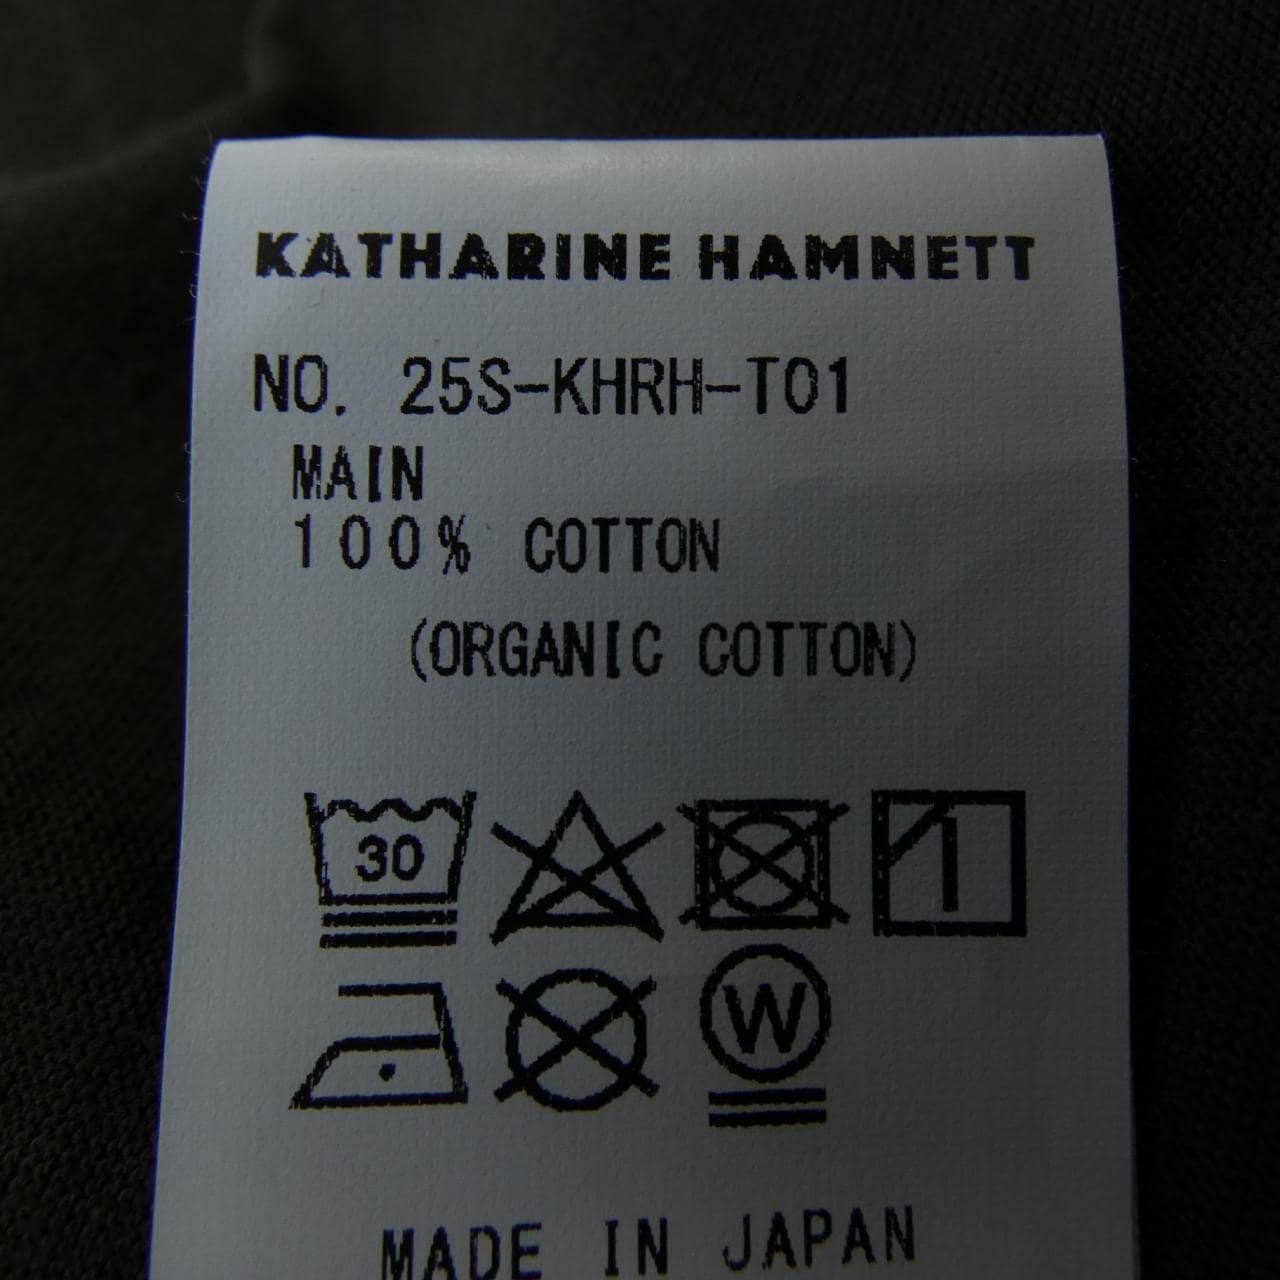 KATHARINE HAMNETT
NO. 25S-KHRH-T01
MAIN
100% COTTON
(ORGANIC COTTON)
30
W
MADE IN JAPAN